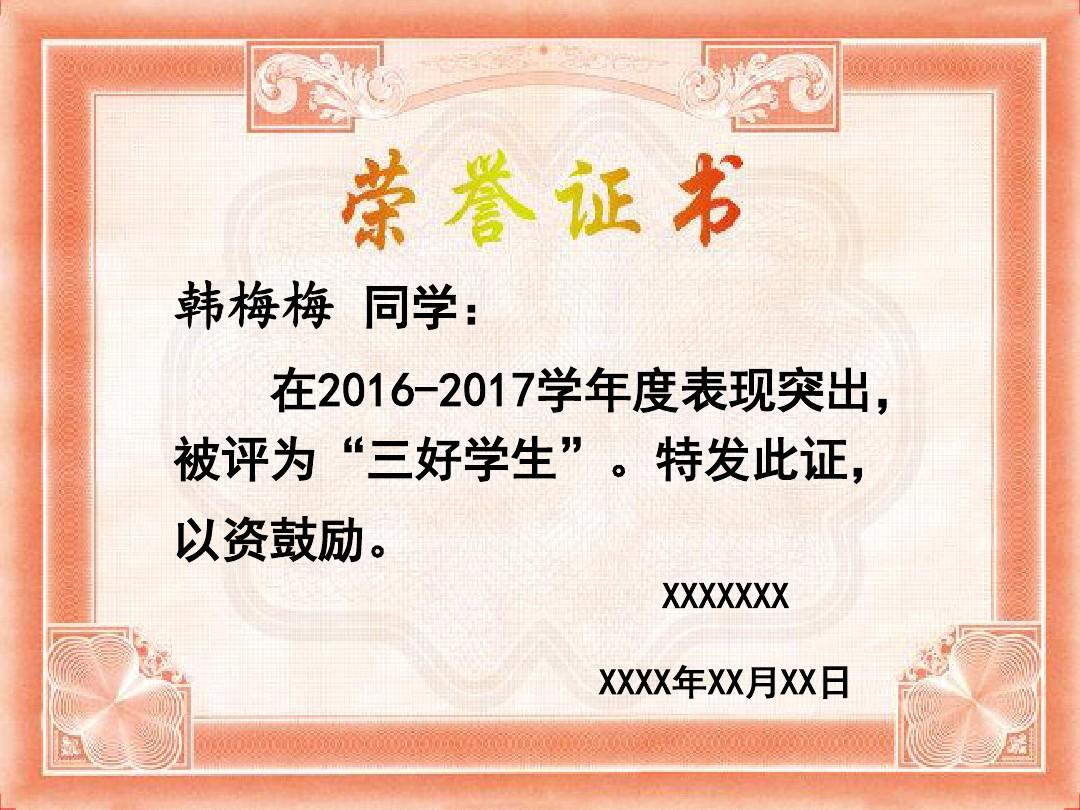 荣誉证书
韩梅梅 同学：
在2016-2017学年度表现突出，
被评为“三好学生”。特发此证，
以资鼓励。
XXXXXXX
XXXX年XX月XX日